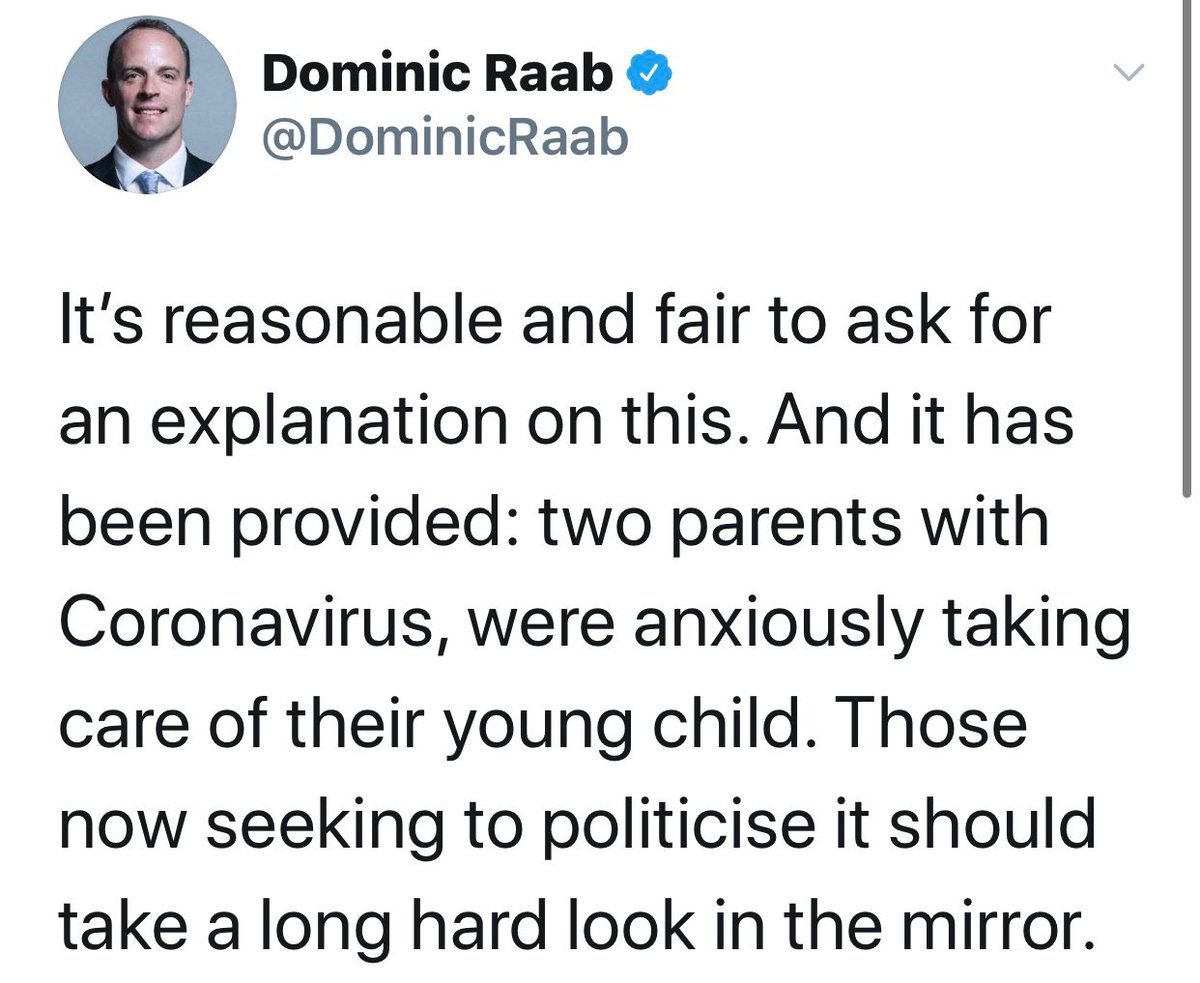 Dominic Raab
@DominicRaab
It’s reasonable and fair to ask for
an explanation on this. And it has
been provided: two parents with
Coronavirus, were anxiously taking
care of their young child. Those
now seeking to politicise it should
take a long hard look in the mirror.